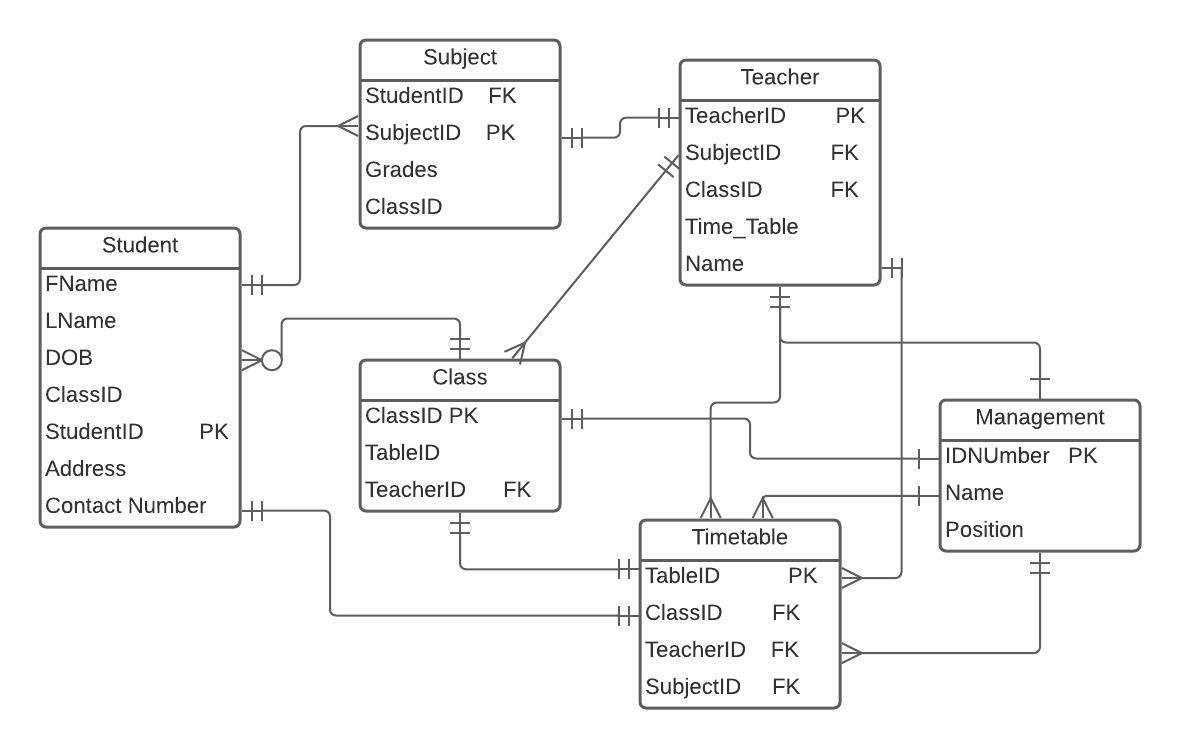 Subject
StudentID FK
SubjectID PK
Grades
ClassID
Teacher
TeacherID PK
SubjectID FK
ClassID FK
Time_Table
Name
Student
FName
LName
DOB
ClassID
StudentID PK
Address
Contact Number
Class
ClassID PK
TableID
TeacherID FK
Management
IDNUmber PK
Name
Position
Timetable
TableID PK
ClassID FK
TeacherID FK
SubjectID FK